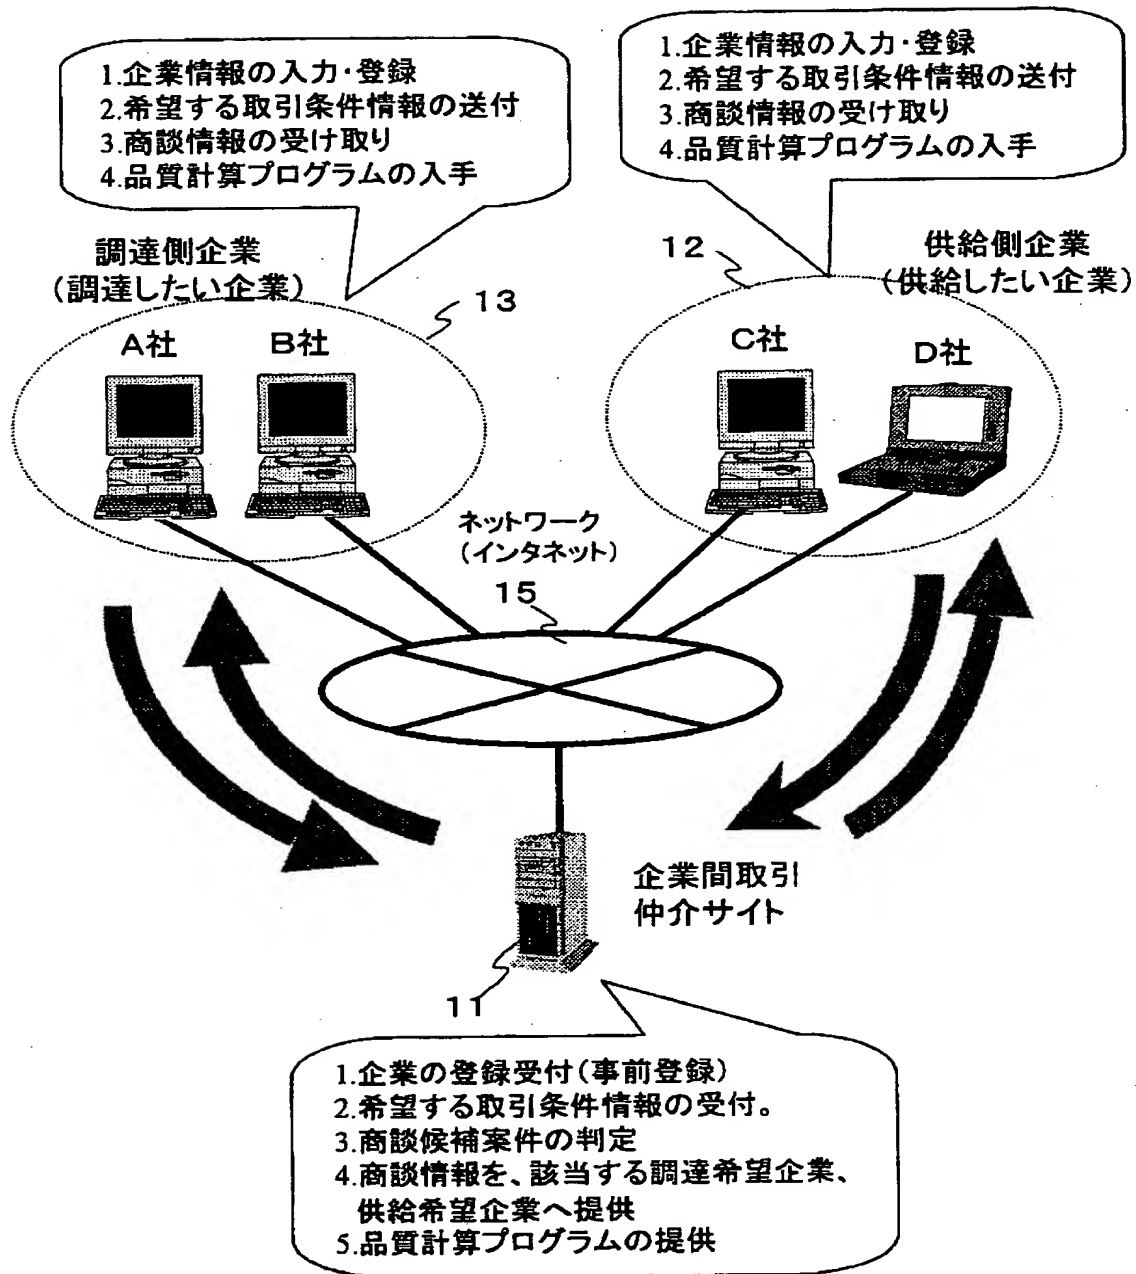 1.企業情報の入力・登録
2.希望する取引条件情報の送付
3.商談情報の受け取り
4.品質計算プログラムの入手
1.企業情報の入力・登録
2.希望する取引条件情報の送付
3.商談情報の受け取り
4.品質計算プログラムの入手
調達側企業
(調達したい企業)
13
A社
B社
12
供給側企業
(供給したい企業)
C社
D社
ネットワーク
(インタネット)
15
企業間取引
仲介サイト
11
1.企業の登録受付(事前登録)
2.希望する取引条件情報の受付。
3.商談候補案件の判定
4.商談情報を、該当する調達希望企業、
供給希望企業へ提供
5.品質計算プログラムの提供